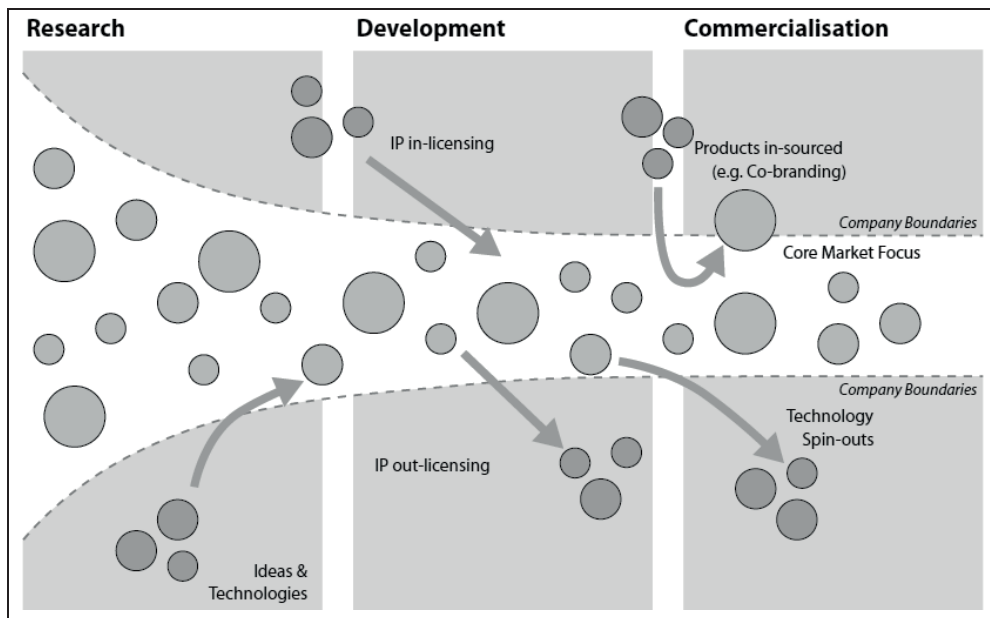 Research
Development
Commercialisation
IP in-licensing
Products in-sourced
(e.g. Co-branding)
Company Boundaries
Core Market Focus
Company Boundaries
Technology
Spin-outs
IP out-licensing
Ideas &
Technologies